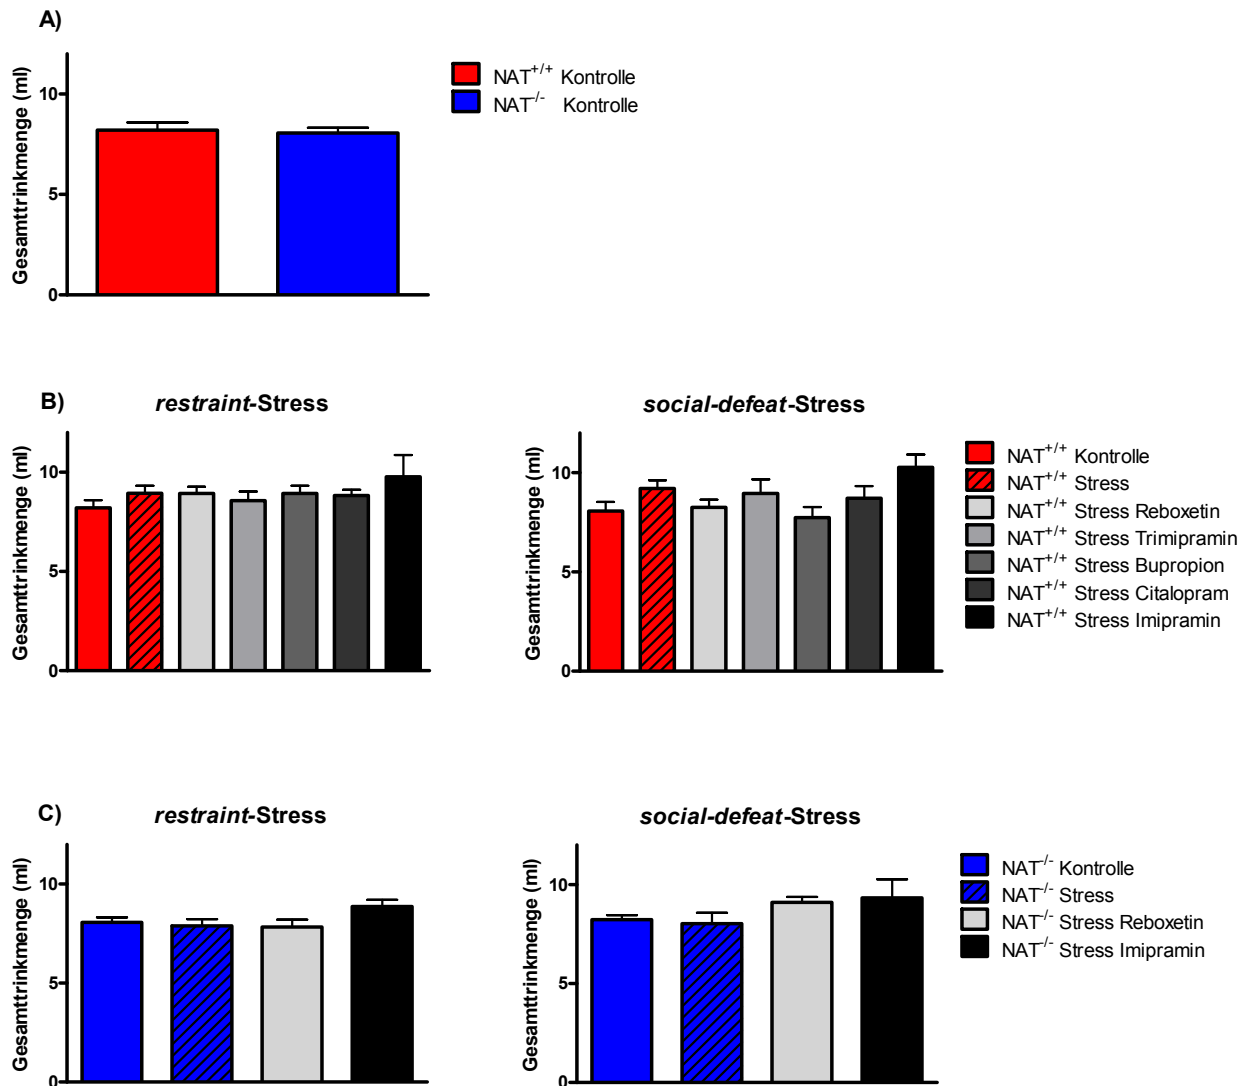 A)
Gesamttrinkmenge (ml)
10
5
0
NAT+/+ Kontrolle
NAT-/- Kontrolle
B)
restraint-Stress
Gesamttrinkmenge (ml)
10
5
0
social-defeat-Stress
Gesamttrinkmenge (ml)
10
5
0
NAT+/+ Kontrolle
NAT+/+ Stress
NAT+/+ Stress Reboxetin
NAT+/+ Stress Trimipramin
NAT+/+ Stress Bupropion
NAT+/+ Stress Citalopram
NAT+/+ Stress Imipramin
C)
restraint-Stress
Gesamttrinkmenge (ml)
10
5
0
social-defeat-Stress
Gesamttrinkmenge (ml)
10
5
0
NAT-/- Kontrolle
NAT-/- Stress
NAT-/- Stress Reboxetin
NAT-/- Stress Imipramin